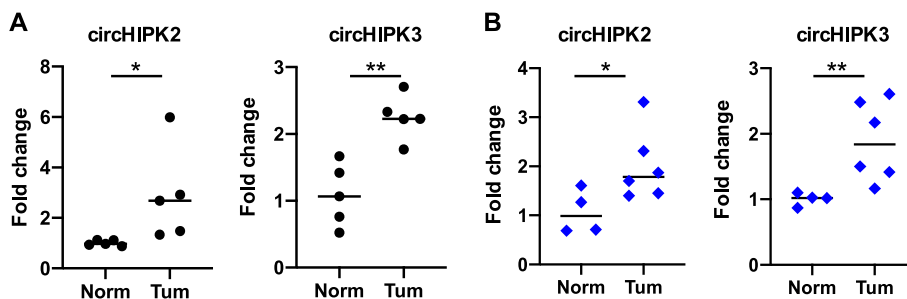 A
circHIPK2
*
Fold change
8
6
4
2
0
Norm Tum
circHIPK3
**
Fold change
3
2
1
0
Norm Tum
B
circHIPK2
*
Fold change
4
3
2
1
0
Norm Tum
circHIPK3
**
Fold change
3
2
1
0
Norm Tum